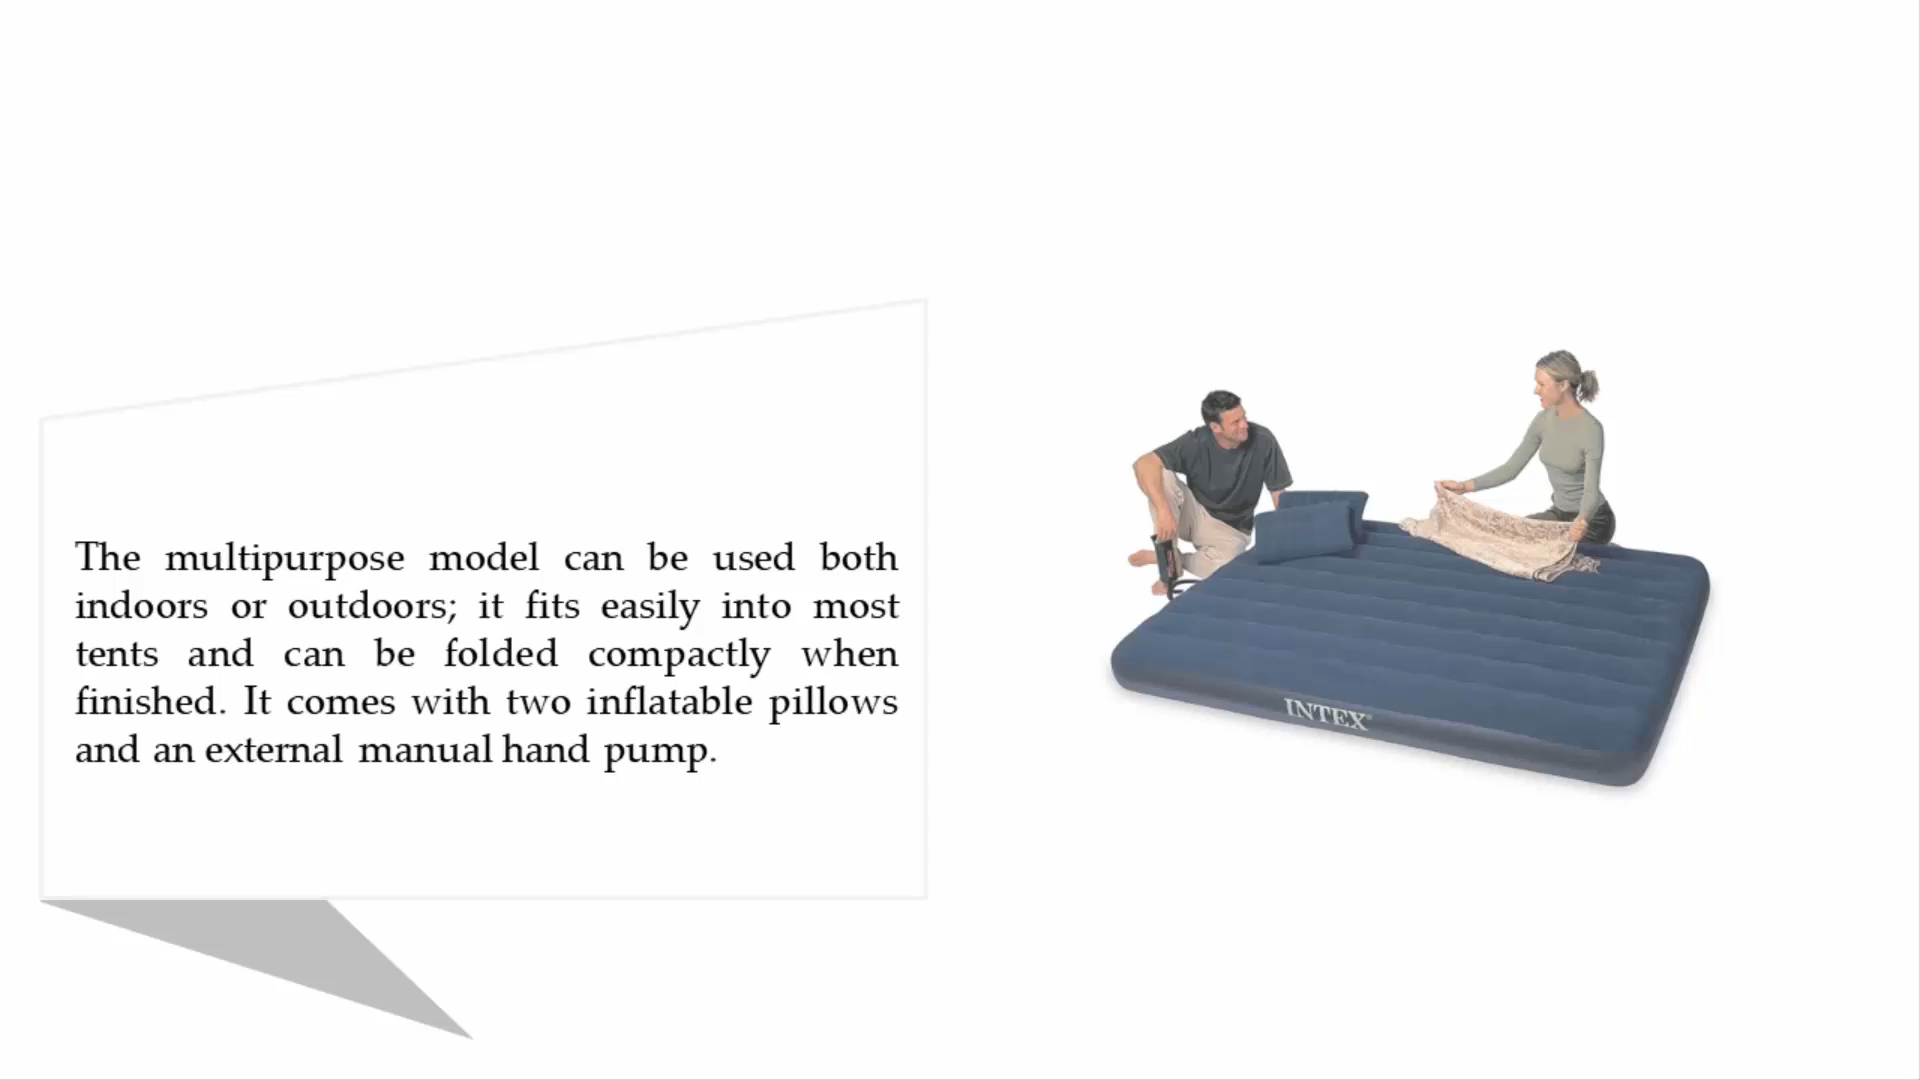 The multipurpose model can be used both
indoors or outdoors; it fits easily into most
tents and can be folded compactly when
finished. It comes with two inflatable pillows
and an external manual hand pump.
INTEX®